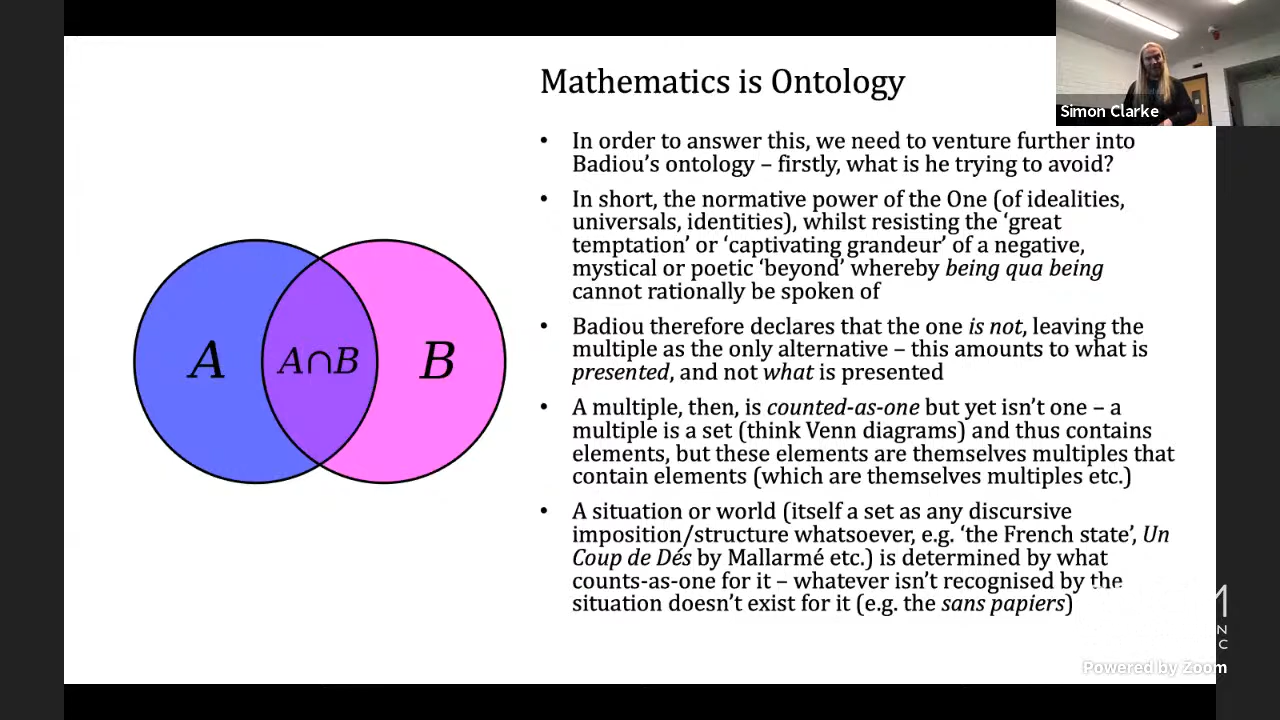 Mathematics is Ontology
Simon Clarke
• In order to answer this, we need to venture further into
Badiou’s ontology – firstly, what is he trying to avoid?
• In short, the normative power of the One (of idealities,
universals, identities), whilst resisting the ‘great
temptation’ or ‘captivating grandeur’ of a negative,
mystical or poetic ‘beyond’ whereby being qua being
cannot rationally be spoken of
• Badiou therefore declares that the one is not, leaving the
multiple as the only alternative – this amounts to what is
presented, and not what is presented
• A multiple, then, is counted-as-one but yet isn’t one – a
multiple is a set (think Venn diagrams) and thus contains
elements, but these elements are themselves multiples that
contain elements (which are themselves multiples etc.)
• A situation or world (itself a set as any discursive
imposition/structure whatsoever, e.g. ‘the French state’, Un
Coup de Dés by Mallarmé etc.) is determined by what
counts-as-one for it – whatever isn’t recognised by the
situation doesn’t exist for it (e.g. the sans papiers)
A
A∩B
B
N
C
Powered by Zoom